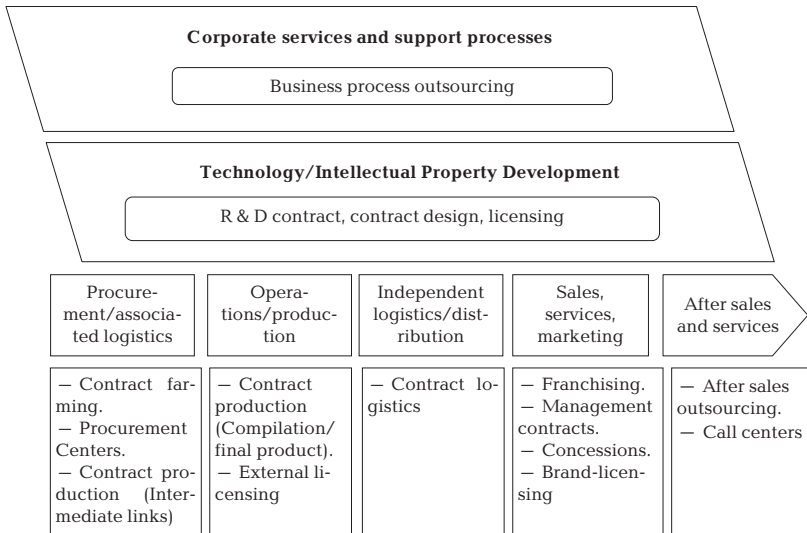 Corporate services and support processes
Business process outsourcing
Technology/Intellectual Property Development
R & D contract, contract design, licensing
Procure-
ment/associa-
ted logistics
Opera-
tions/produc-
tion
Independent
logistics/dist-
ribution
Sales,
services,
marketing
After sales
and services
— Contract far-
ming.
— Procurement
Centers.
— Contract pro-
duction (Inter-
mediate links)
— Contract
production
(Compilation/
final product).
— External li-
censing
— Contract lo-
gistics
— Franchising.
— Management
contracts.
— Concessions.
— Brand-licen-
sing
— After sales
outsourcing.
— Call centers